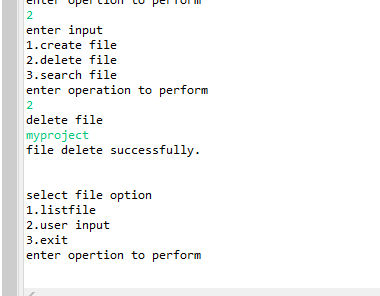 enter opertion to perform
2
enter input
1.create file
2.delete file
3.search file
enter operation to perform
2
delete file
myproject
file delete successfully.
select file option
1.listfile
2.user input
3.exit
enter opertion to perform